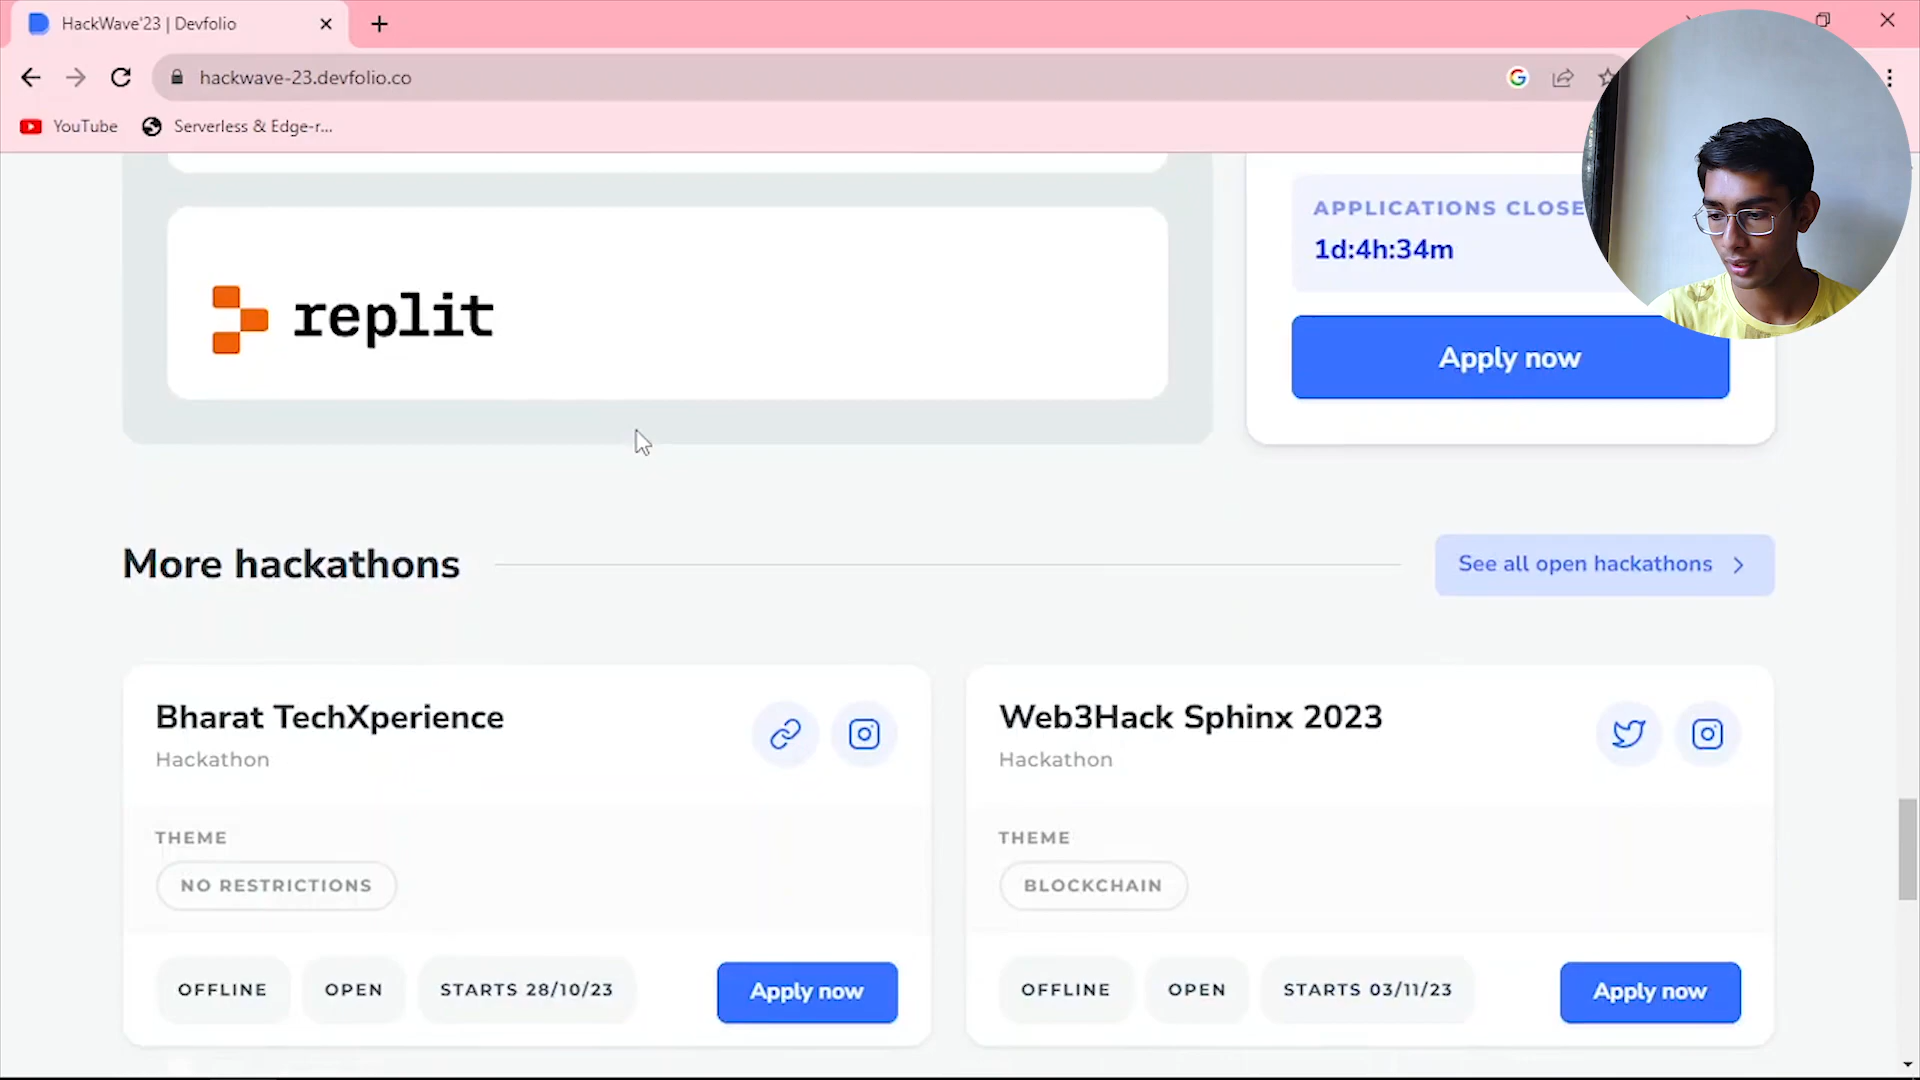 HackWave'23 | Devfolio
hackwave-23.devfolio.co
YouTube
Serverless & Edge-r...
replit
APPLICATIONS CLOSE
1d:4h:34m
Apply now
More hackathons
See all open hackathons
Bharat TechXperience
Hackathon
THEME
NO RESTRICTIONS
OFFLINE OPEN STARTS 28/10/23 Apply now
Web3Hack Sphinx 2023
Hackathon
THEME
BLOCKCHAIN
OFFLINE OPEN STARTS 03/11/23 Apply now